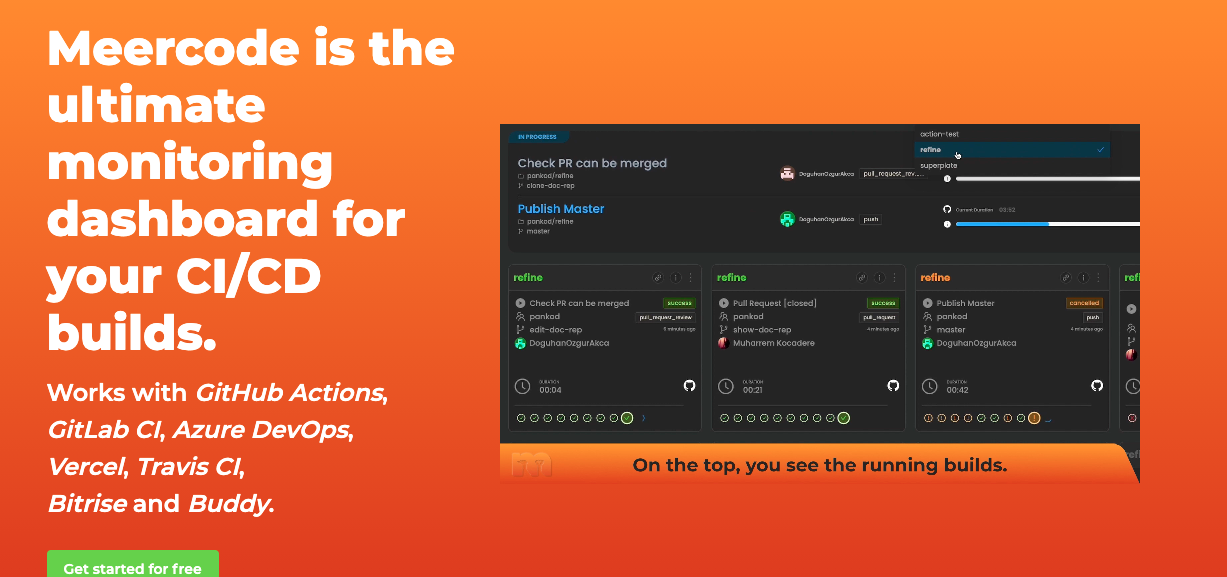 Meercode is the
ultimate
monitoring
dashboard for
your CI/CD
builds.
Works with GitHub Actions,
GitLab CI, Azure DevOps,
Vercel, Travis CI,
Bitrise and Buddy.
Get started for free
IN PROGRESS
action-test
refine
superplate
Check PR can be merged
pankod/refine
clone-doc-rep
DoguhanOzgurAkca
pull_request_rev...
Publish Master
pankod/refine
master
DoguhanOzgurAkca
push
Current Duration 03:52
refine
Check PR can be merged
success
pankod
pull_request_review
edit-doc-rep
6 minutes ago
DoguhanOzgurAkca
DURATION
00:04
refine
Pull Request [closed]
success
pankod
pull_request
show-doc-rep
4 minutes ago
Muharrem Kocadere
DURATION
00:21
refine
Publish Master
cancelled
pankod
push
master
4 minutes ago
DoguhanOzgurAkca
DURATION
00:42
refi
m
On the top, you see the running builds.